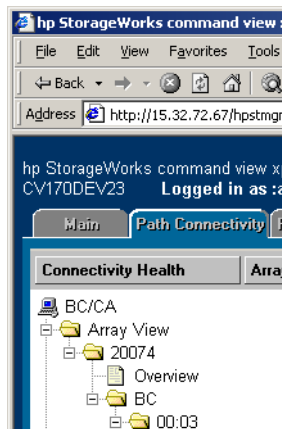 hp StorageWorks command view
File Edit View Favorites Tools
Back
Address http://15.32.72.67/hpstmgr
hp StorageWorks command view x
CV170DEV23 Logged in as :a
Main Path Connectivity
Connectivity Health Array
BC/CA
Array View
20074
Overview
BC
00:03